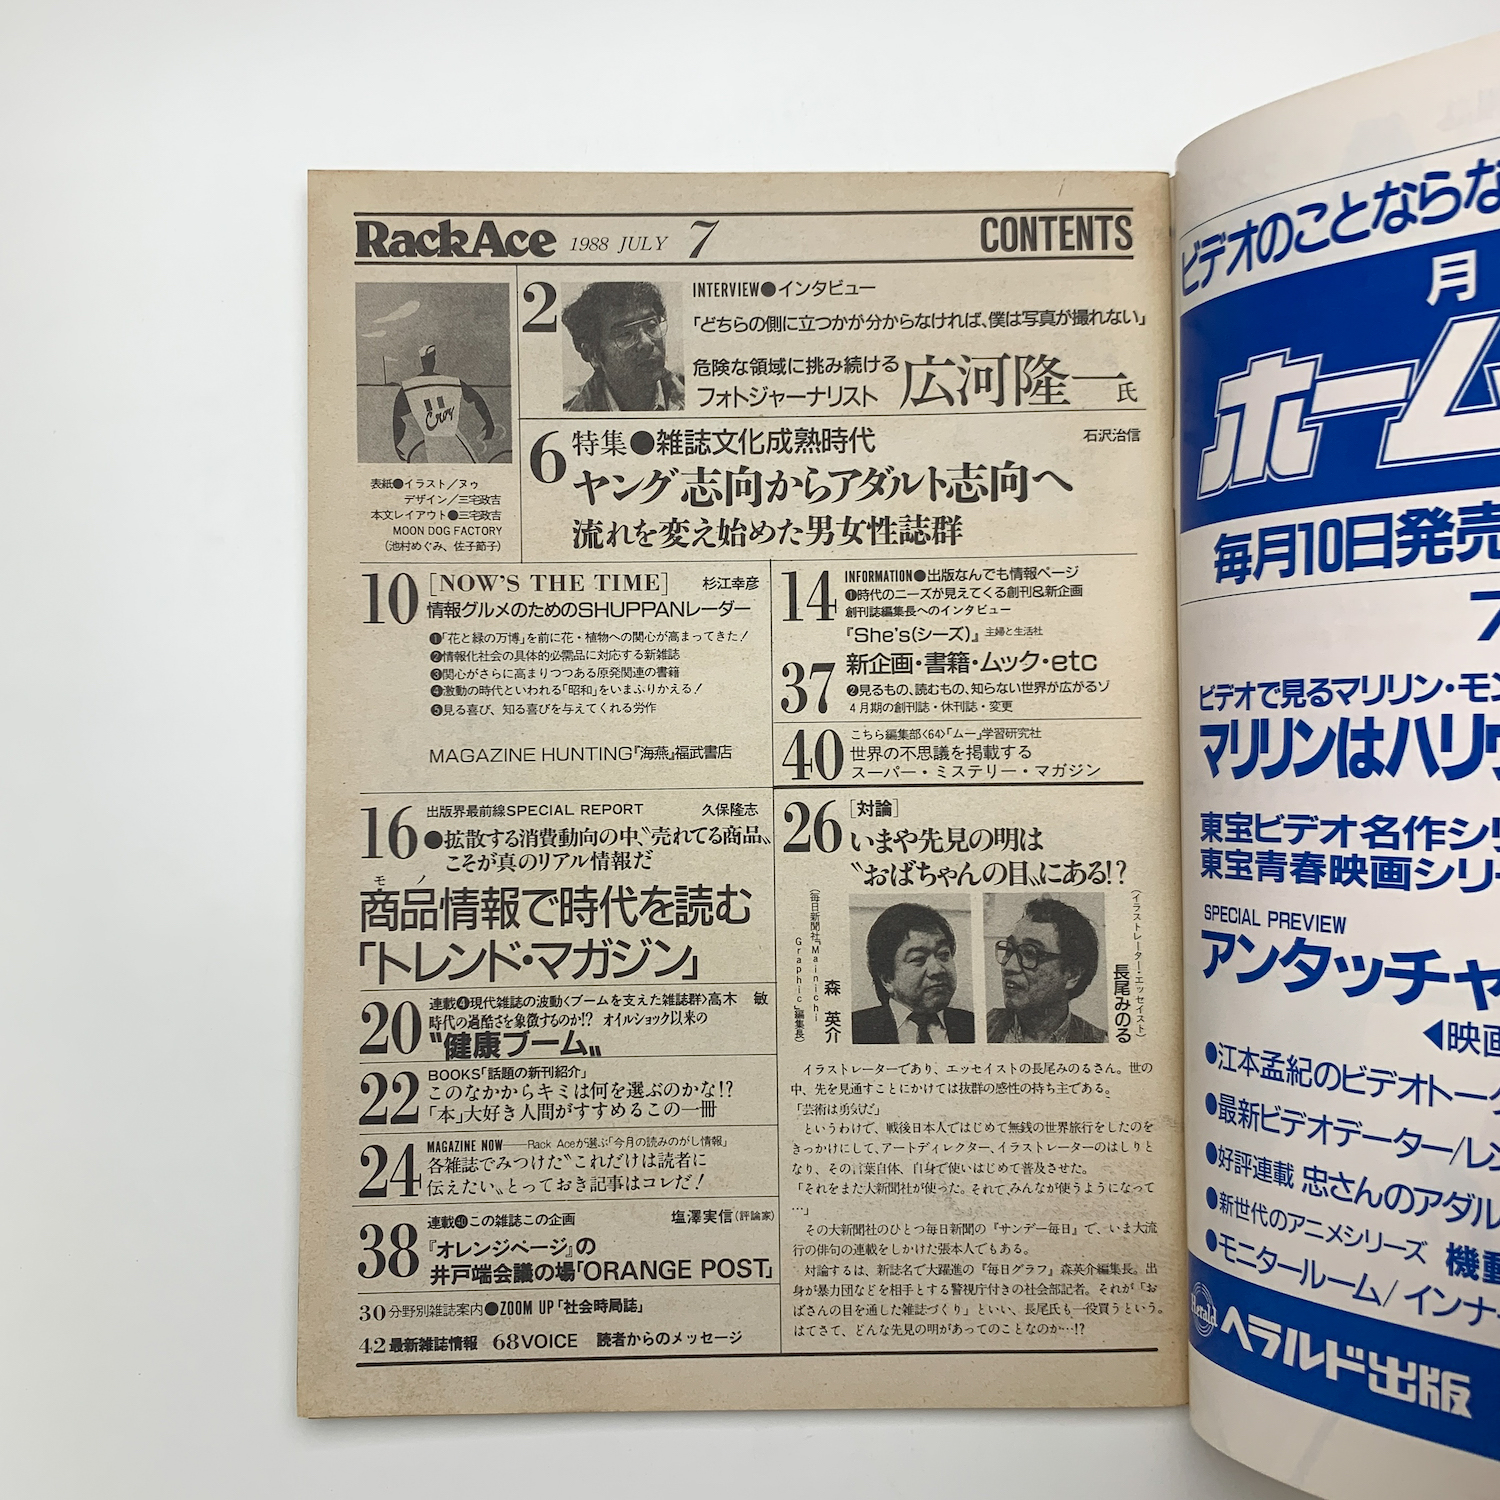 RackAce 1988 JULY 7 CONTENTS
表紙●イラスト／ヌゥ
デザイン／三宅政吉
本文レイアウト●三宅政吉
MOON DOG FACTORY
(池村めぐみ、佐子節子)
2
INTERVIEW●インタビュー
「どちらの側に立つかが分からなければ、僕は写真が撮れない」
危険な領域に挑み続ける
フォトジャーナリスト 広河隆一氏
6 特集●雑誌文化成熟時代 石沢治信
ヤング志向からアダルト志向へ
流れを変え始めた男女性誌群
10 [NOW'S THE TIME] 杉江幸彦
情報グルメのためのSHUPPANレーダー
❶「花と緑の万博」を前に花・植物への関心が高まってきた！
❷情報化社会の具体的必需品に対応する新雑誌
❸関心がさらに高まりつつある原発関連の書籍
❹激動の時代といわれる「昭和」をいまふりかえる！
❺見る喜び、知る喜びを与えてくれる労作
MAGAZINE HUNTING『海燕』福武書店
14 INFORMATION●出版なんでも情報ページ
❶時代のニーズが見えてくる創刊&新企画
創刊誌編集長へのインタビュー
『She's(シーズ)』 主婦と生活社
37 新企画・書籍・ムック・etc
❷見るもの、読むもの、知らない世界が広がるゾ
4月期の創刊誌・休刊誌・変更
40 こちら編集部〈64〉「ムー」学習研究社
世界の不思議を掲載する
スーパー・ミステリー・マガジン
16 出版界最前線SPECIAL REPORT 久保隆志
●拡散する消費動向の中、〝売れてる商品〟
こそが真のリアル情報だ
モノ
商品情報で時代を読む
「トレンド・マガジン」
20 連載❹現代雑誌の波動〈ブームを支えた雑誌群〉高木 敏
時代の過酷さを象徴するのか!? オイルショック以来の
〝健康ブーム〟
22 BOOKS「話題の新刊紹介」
このなかからキミは何を選ぶのかな!?
「本」大好き人間がすすめるこの一冊
24 MAGAZINE NOW——Rack Aceが選ぶ「今月の読みのがし情報」
各雑誌でみつけた〝これだけは読者に
伝えたい〟とっておき記事はコレだ！
38 連載㊵この雑誌この企画 塩澤実信(評論家)
『オレンジページ』の
井戸端会議の場「ORANGE POST」
30 分野別雑誌案内●ZOOM UP「社会時局誌」
42 最新雑誌情報 68 VOICE 読者からのメッセージ
26 [対論]
いまや先見の明は
〝おばちゃんの目〟にある!?
(毎日新聞社「Mainichi Graphic」編集長)
森 英介
(イラストレーター・エッセイスト)
長尾みのる
イラストレーターであり、エッセイストの長尾みのるさん。世の
中、先を見通すことにかけては抜群の感性の持ち主である。
「芸術は勇気だ」
というわけで、戦後日本人ではじめて無銭の世界旅行をしたのを
きっかけにして、アートディレクター、イラストレーターのはしりと
なり、その言葉自体、自身で使いはじめて普及させた。
「それをまた大新聞社が使った。それで、みんなが使うようになって
…」
その大新聞社のひとつ毎日新聞の『サンデー毎日』で、いま大流
行の俳句の連載をしかけた張本人でもある。
対論するは、新誌名で大躍進の『毎日グラフ』森英介編集長。出
身が暴力団などを相手とする警視庁付きの社会部記者。それが「お
ばさんの目を通した雑誌づくり」といい、長尾氏も一役買うという。
はてさて、どんな先見の明があってのことなのか…!?
ビデオのことならな
月
ホーム
毎月10日発売
7
ビデオで見るマリリン・モン
マリリンはハリウ
東宝ビデオ名作シリ
東宝青春映画シリー
SPECIAL PREVIEW
アンタッチャ
◀映画
●江本孟紀のビデオトーク
●最新ビデオデーター/レン
●好評連載 忠さんのアダル
●新世代のアニメシリーズ 機動
●モニタールーム/インナー
Herald ヘラルド出版